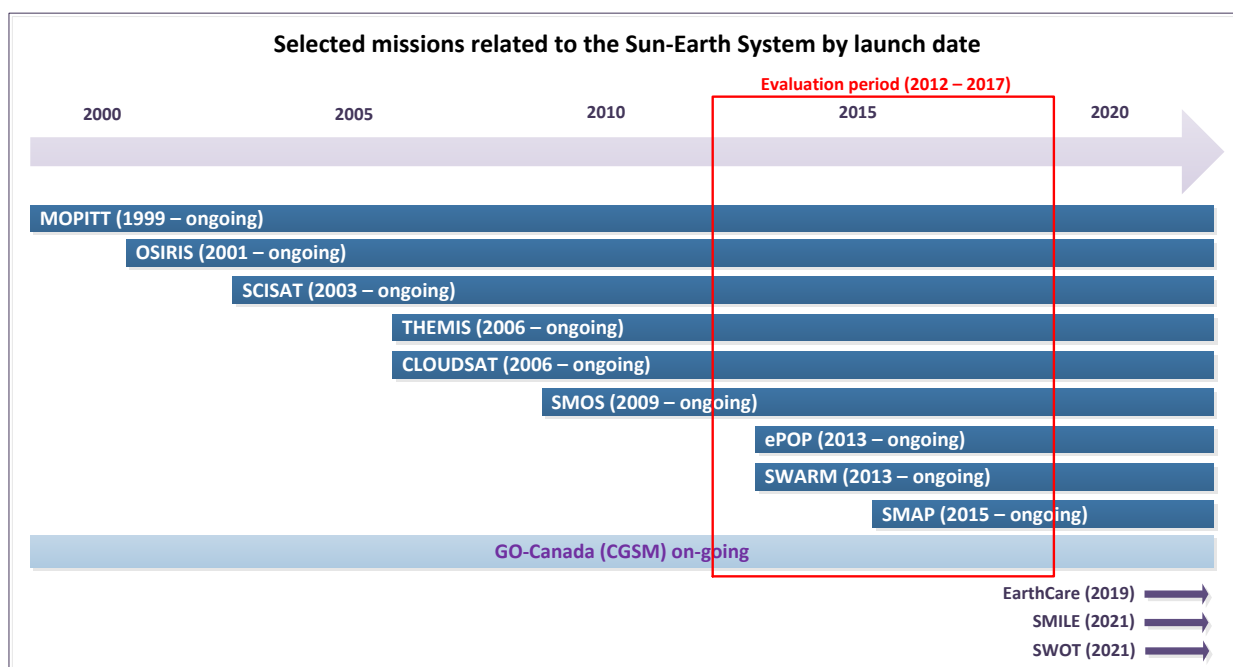 Selected missions related to the Sun-Earth System by launch date
Evaluation period (2012 – 2017)
2000 2005 2010 2015 2020
MOPITT (1999 – ongoing)
OSIRIS (2001 – ongoing)
SCISAT (2003 – ongoing)
THEMIS (2006 – ongoing)
CLOUDSAT (2006 – ongoing)
SMOS (2009 – ongoing)
ePOP (2013 – ongoing)
SWARM (2013 – ongoing)
SMAP (2015 – ongoing)
GO-Canada (CGSM) on-going
EarthCare (2019)
SMILE (2021)
SWOT (2021)